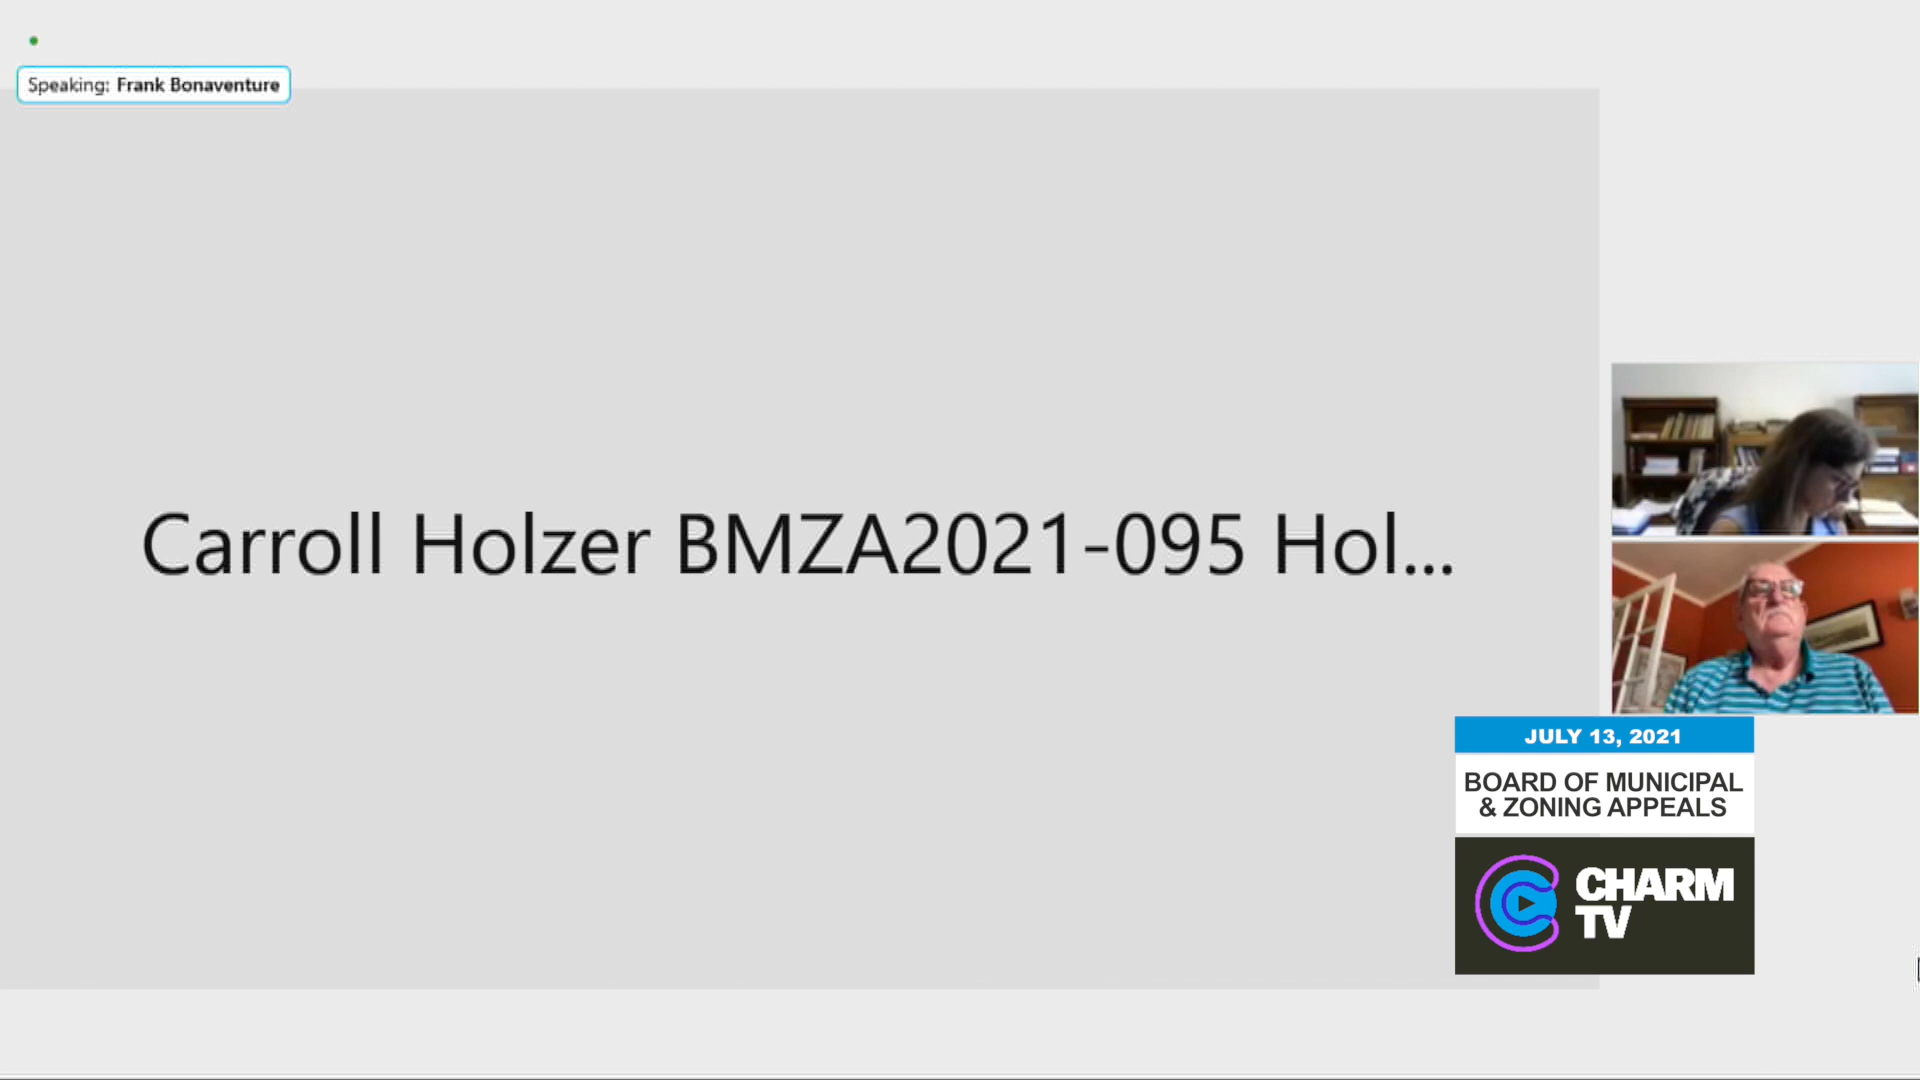 Speaking: Frank Bonaventure
Carroll Holzer BMZA2021-095 Hol...
JULY 13, 2021
BOARD OF MUNICIPAL
& ZONING APPEALS
CHARM
TV